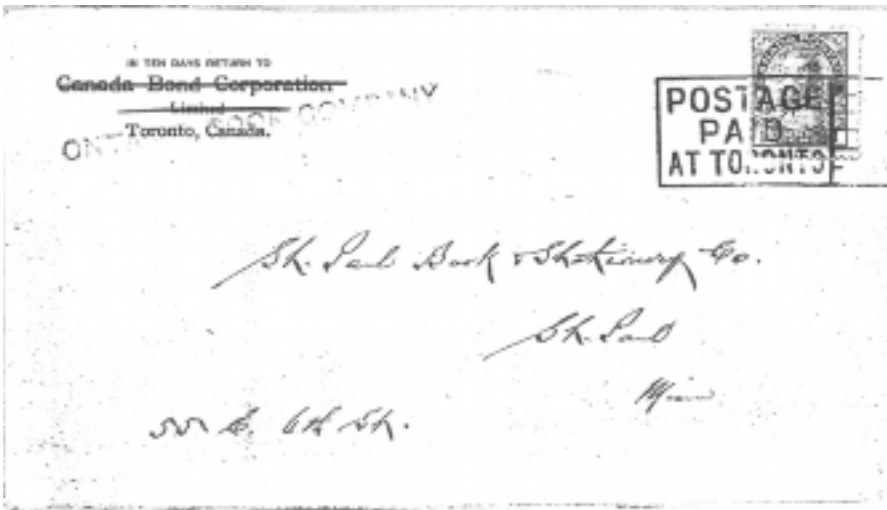 IN TEN DAYS RETURN TO
Canada Bond Corporation
Limited
Toronto, Canada.
COMPANY
POSTAGE
PAID
AT TORONTO
St. Paul Book & Stationery Co.
St. Paul
Minn
55 E. 6th St.